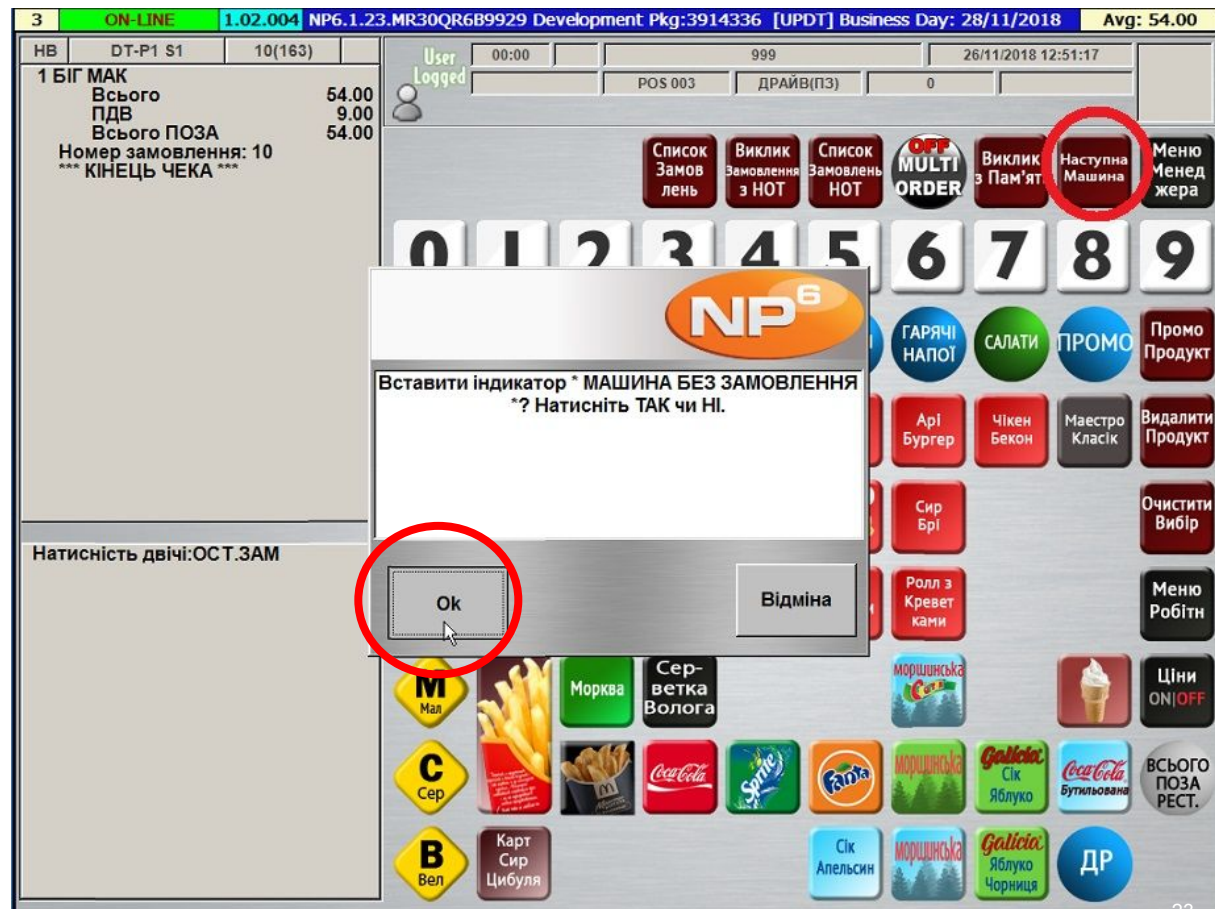 3 ON-LINE 1.02.004 NP6.1.23.MR30QR6B9929 Development Pkg:3914336 [UPDT] Business Day: 28/11/2018 Avg: 54.00
НВ DT-P1 S1 10(163)
1 БІГ МАК
Всього 54.00
ПДВ 9.00
Всього ПОЗА 54.00
Номер замовлення: 10
*** КІНЕЦЬ ЧЕКА ***
Натисність двічі:ОСТ.ЗАМ
User Logged
00:00 999 26/11/2018 12:51:17
POS 003 ДРАЙВ(ПЗ) 0
Список
Замов
лень
Виклик
Замовлення
з НОТ
Список
Замовлень
НОТ
OFF
MULTI
ORDER
Виклик
з Пам'яті
Наступна
Машина
Меню
Менед
жера
0 1 2 3 4 5 6 7 8 9
NP6
Вставити індикатор * МАШИНА БЕЗ ЗАМОВЛЕННЯ
*? Натисніть ТАК чи НІ.
Ok
Відміна
ГАРЯЧІ
НАПОЇ
САЛАТИ
ПРОМО
Промо
Продукт
Арі
Бургер
Чікен
Бекон
Маестро
Класік
Видалити
Продукт
Сир
Брі
Очистити
Вибір
Ролл з
Кревет
ками
Меню
Робітн
М
Мал
Морква
Сер-
ветка
Волога
моршинська
Ціни
ON|OFF
С
Сер
Coca-Cola
Sprite
Fanta
моршинська
Galicia
Сік
Яблуко
Coca-Cola
Бутильована
ВСЬОГО
ПОЗА
РЕСТ.
В
Вел
Карт
Сир
Цибуля
Сік
Апельсин
моршинська
Galicia
Яблуко
Чорниця
ДР